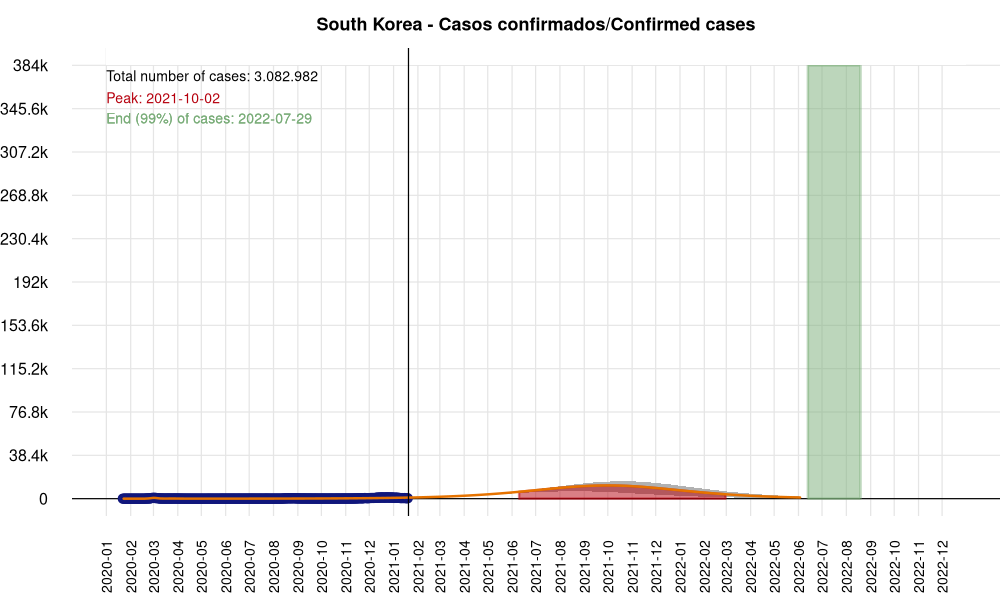 South Korea - Casos confirmados/Confirmed cases
Total number of cases: 3.082.982
Peak: 2021-10-02
End (99%) of cases: 2022-07-29
384k
345.6k
307.2k
268.8k
230.4k
192k
153.6k
115.2k
76.8k
38.4k
0
2020-01
2020-02
2020-03
2020-04
2020-05
2020-06
2020-07
2020-08
2020-09
2020-10
2020-11
2020-12
2021-01
2021-02
2021-03
2021-04
2021-05
2021-06
2021-07
2021-08
2021-09
2021-10
2021-11
2021-12
2022-01
2022-02
2022-03
2022-04
2022-05
2022-06
2022-07
2022-08
2022-09
2022-10
2022-11
2022-12